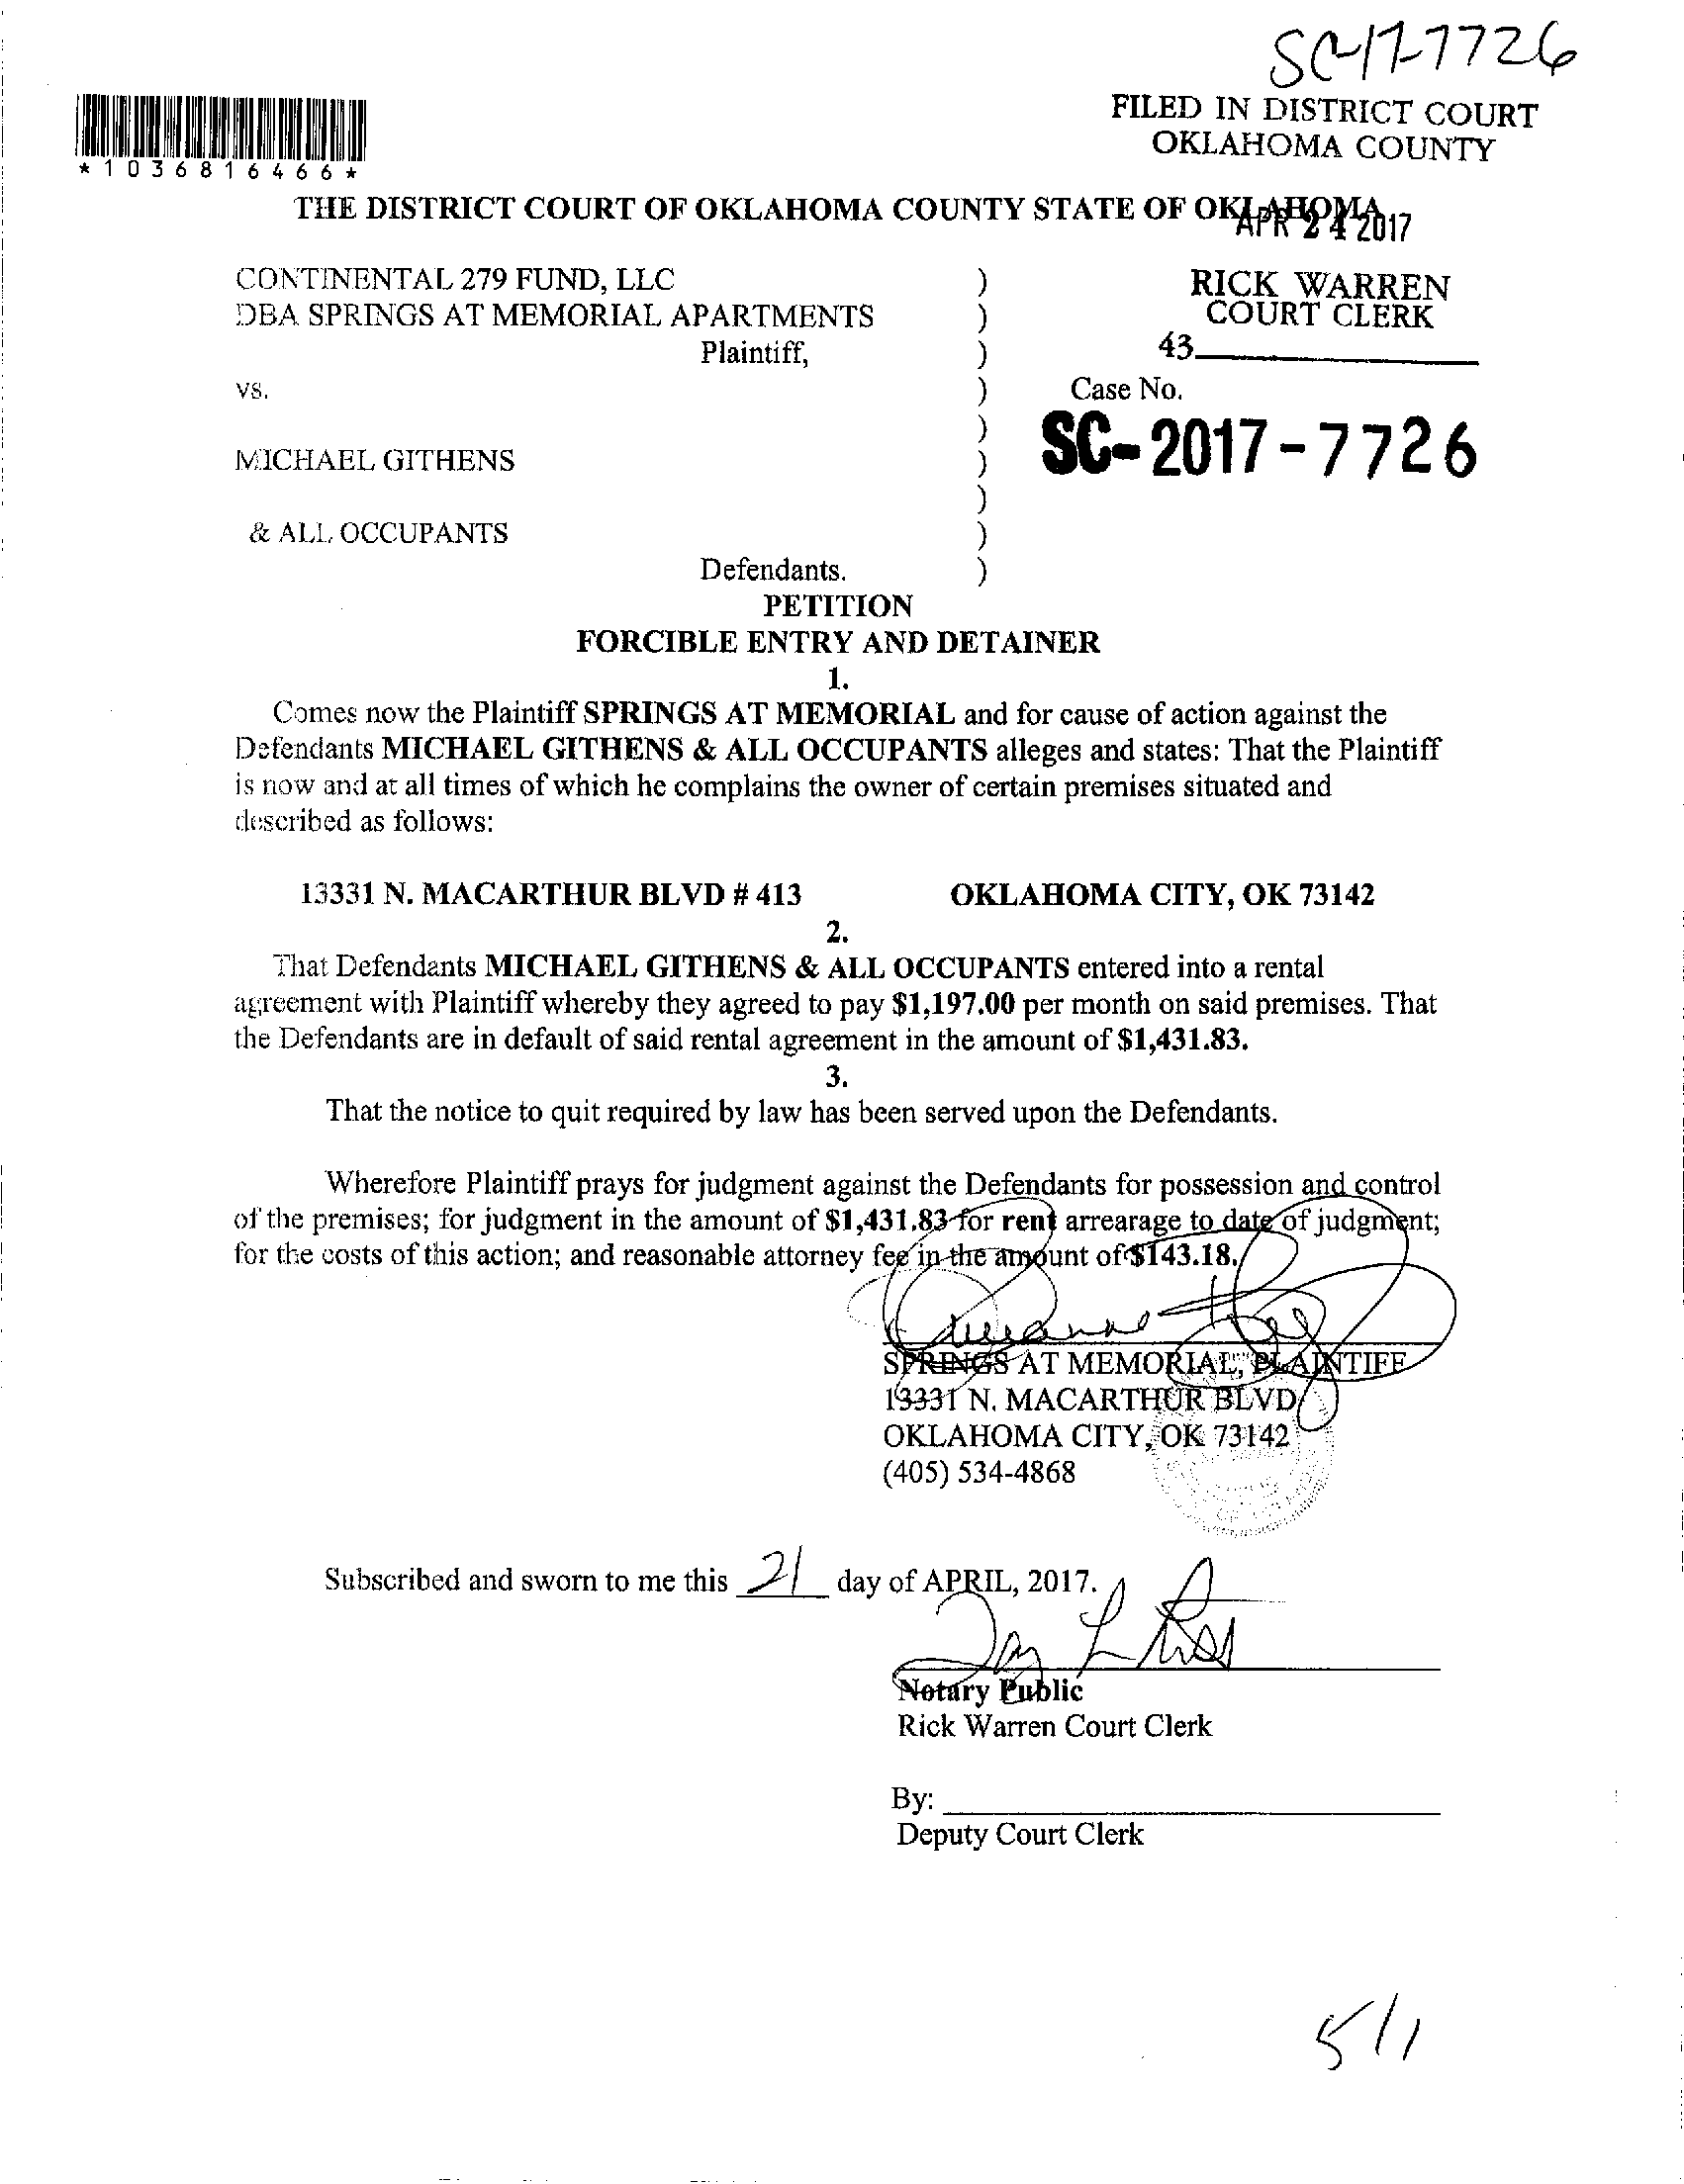 SC-17-7726
FILED IN DISTRICT COURT
OKLAHOMA COUNTY
*1036816466*
THE DISTRICT COURT OF OKLAHOMA COUNTY STATE OF OKLAHOMA
APR 24 2017
CONTINENTAL 279 FUND, LLC )
RICK WARREN
DBA SPRINGS AT MEMORIAL APARTMENTS )
COURT CLERK
Plaintiff, )
43
vs. ) Case No.
)
SC-2017-7726
MICHAEL GITHENS )
)
& ALL OCCUPANTS )
Defendants. )
PETITION
FORCIBLE ENTRY AND DETAINER
1.
Comes now the Plaintiff SPRINGS AT MEMORIAL and for cause of action against the
Defendants MICHAEL GITHENS & ALL OCCUPANTS alleges and states: That the Plaintiff
is now and at all times of which he complains the owner of certain premises situated and
described as follows:
13331 N. MACARTHUR BLVD # 413 OKLAHOMA CITY, OK 73142
2.
That Defendants MICHAEL GITHENS & ALL OCCUPANTS entered into a rental
agreement with Plaintiff whereby they agreed to pay $1,197.00 per month on said premises. That
the Defendants are in default of said rental agreement in the amount of $1,431.83.
3.
That the notice to quit required by law has been served upon the Defendants.
Wherefore Plaintiff prays for judgment against the Defendants for possession and control
of the premises; for judgment in the amount of $1,431.83 for rent arrearage to date of judgment;
for the costs of this action; and reasonable attorney fee in the amount of $143.18.
SPRINGS AT MEMORIAL, PLAINTIFF
13331 N. MACARTHUR BLVD
OKLAHOMA CITY, OK 73142
(405) 534-4868
Subscribed and sworn to me this 21 day of APRIL, 2017.
Notary Public
Rick Warren Court Clerk
By:
Deputy Court Clerk
5/1